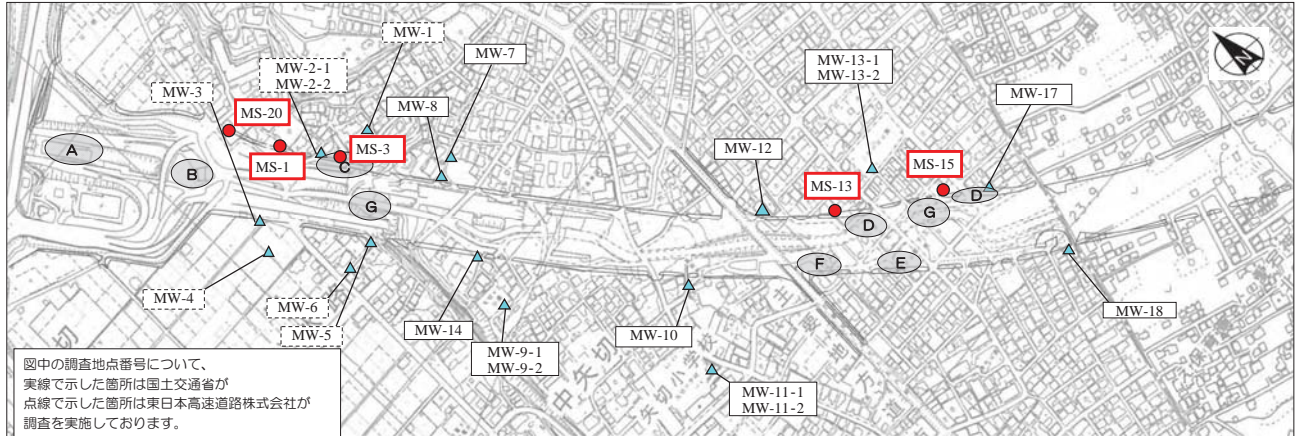 MW-1
MW-7
MW-2-1
MW-2-2
MW-13-1
MW-13-2
N
MW-3
MS-20
MW-8
MW-17
A
MS-3
MW-12
B
MS-1
C
MS-15
MS-13
D
G
D
G
F
E
MW-4
MW-6
MW-5
MW-14
MW-10
MW-18
MW-9-1
MW-9-2
MW-11-1
MW-11-2
図中の調査地点番号について、
実線で示した箇所は国土交通省が
点線で示した箇所は東日本高速道路株式会社が
調査を実施しております。